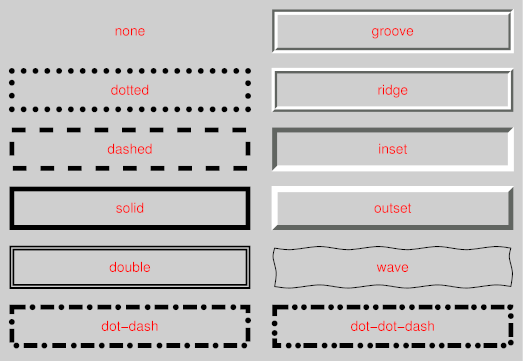 none
groove
dotted
ridge
dashed
inset
solid
outset
double
wave
dot–dash
dot–dot–dash